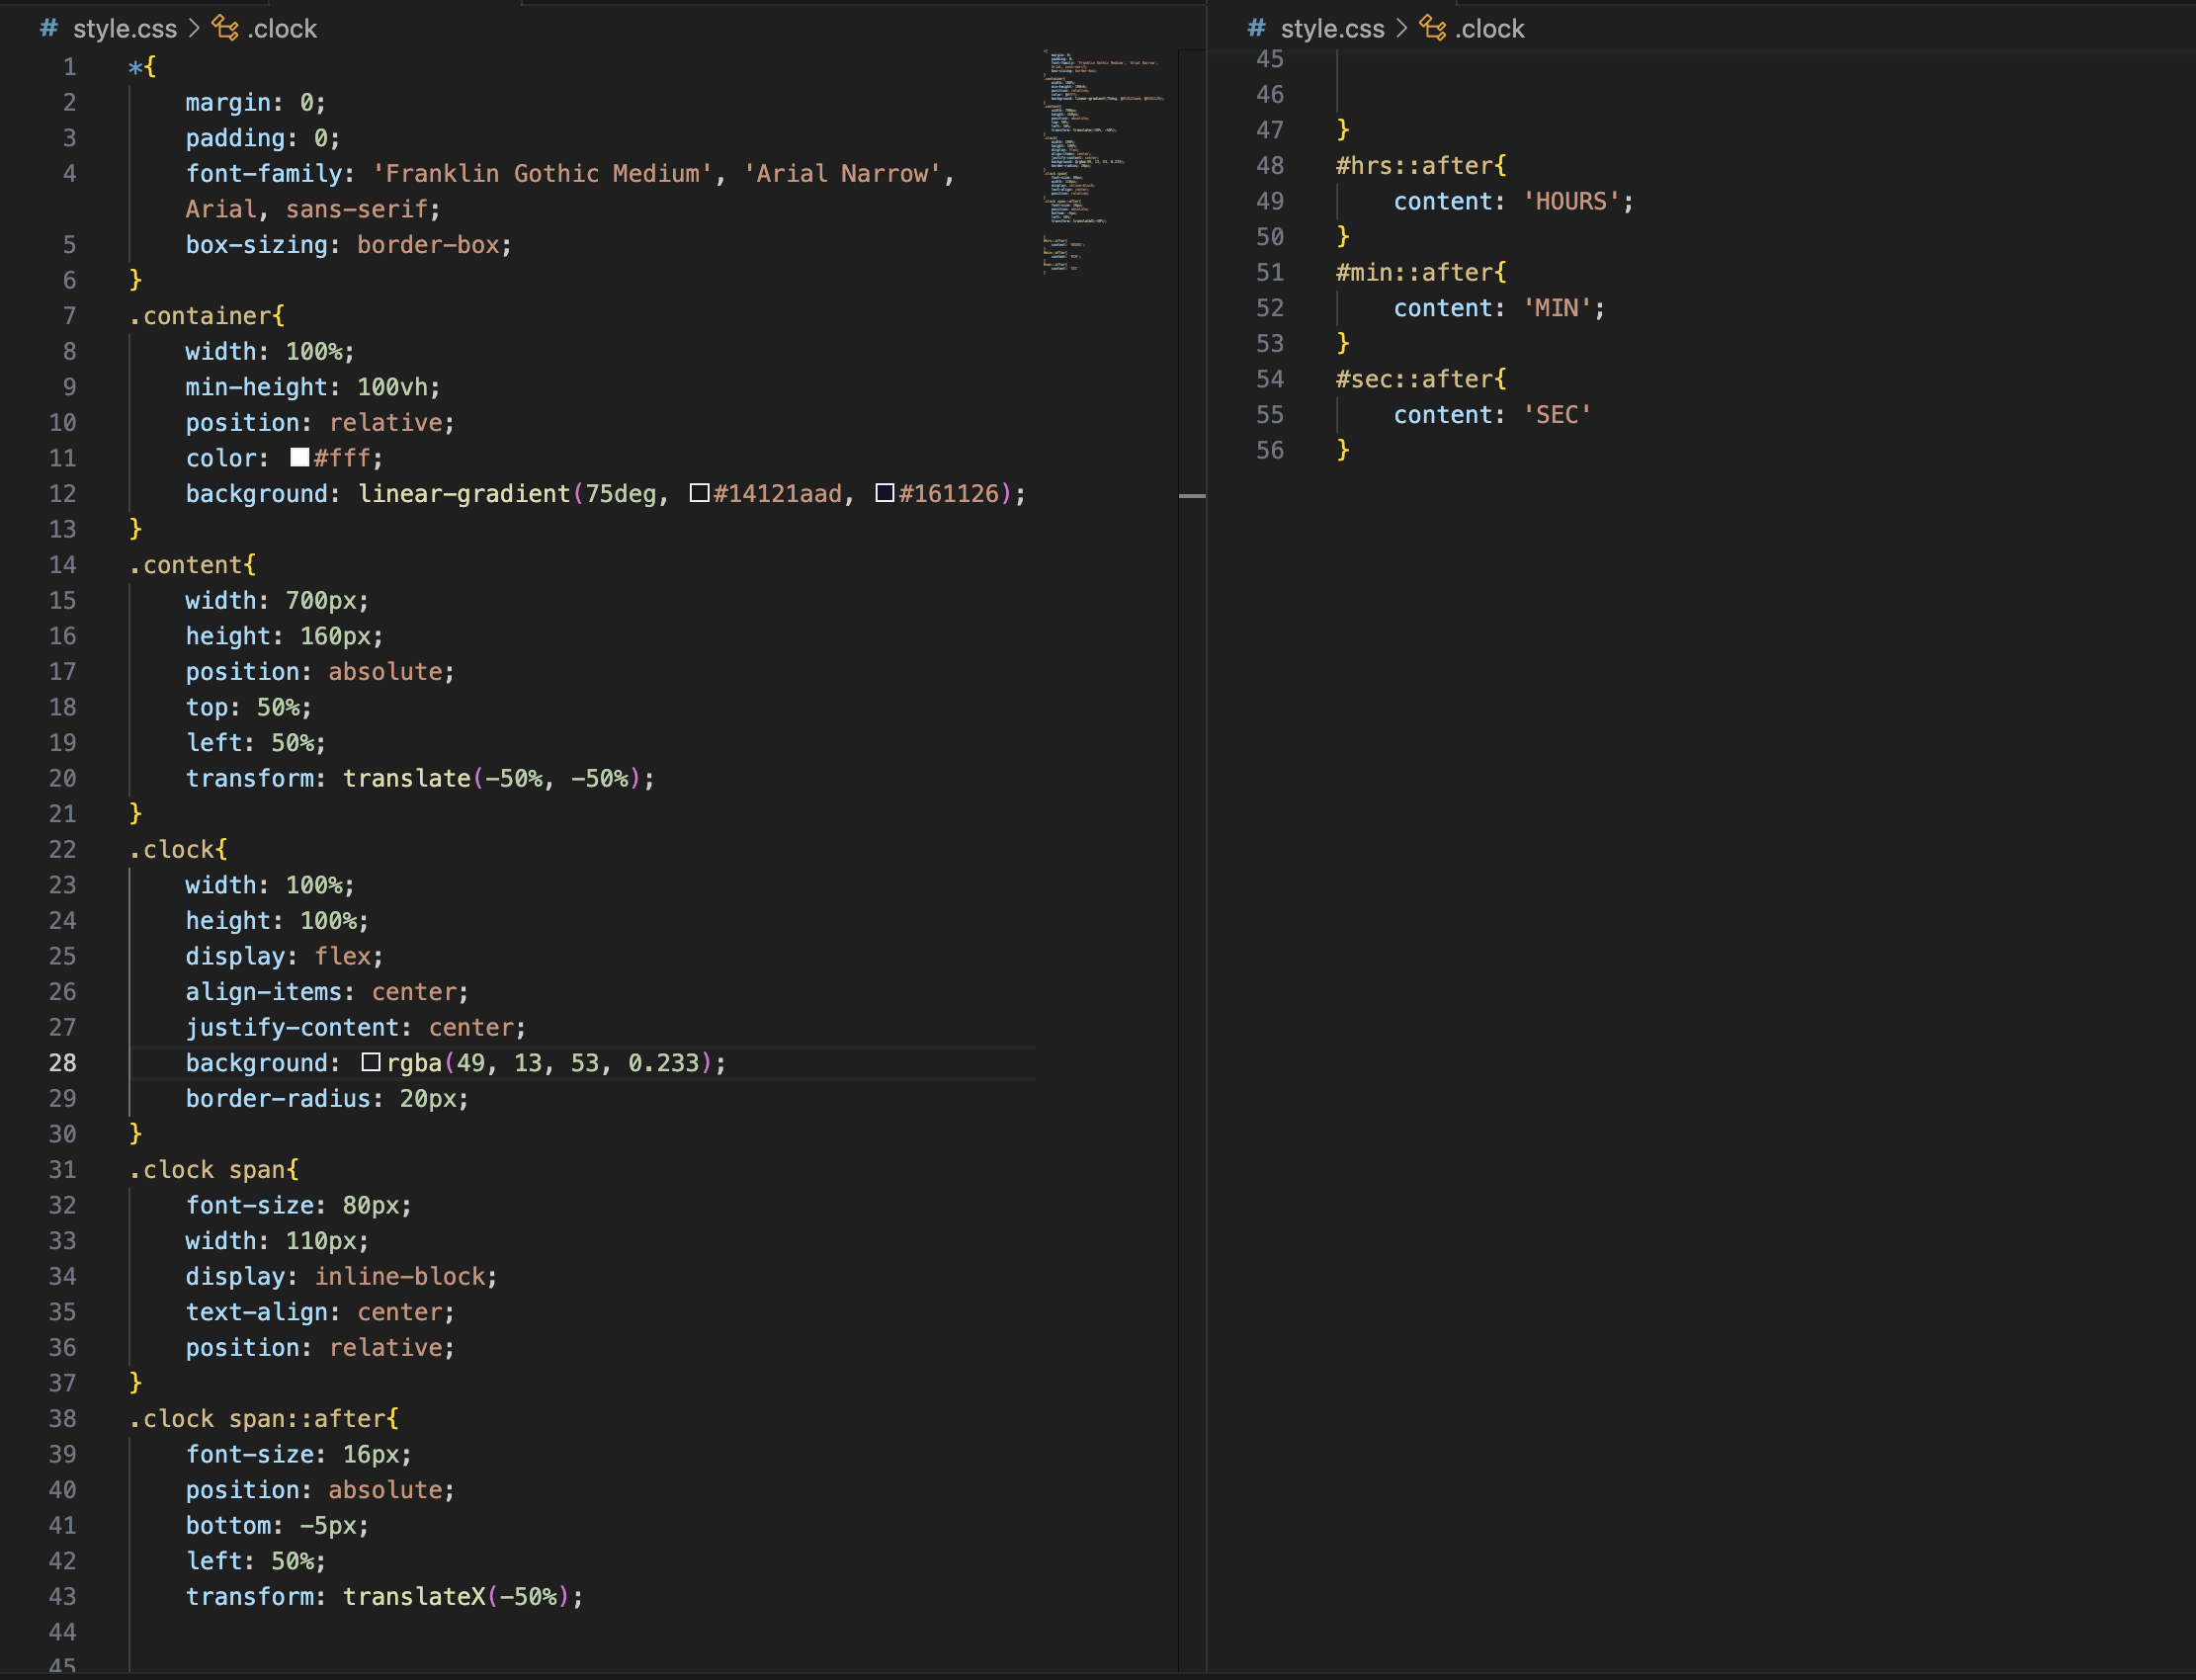 # style.css > .clock
1 *{
2 margin: 0;
3 padding: 0;
4 font-family: 'Franklin Gothic Medium', 'Arial Narrow',
Arial, sans-serif;
5 box-sizing: border-box;
6 }
7 .container{
8 width: 100%;
9 min-height: 100vh;
10 position: relative;
11 color: #fff;
12 background: linear-gradient(75deg, #14121aad, #161126);
13 }
14 .content{
15 width: 700px;
16 height: 160px;
17 position: absolute;
18 top: 50%;
19 left: 50%;
20 transform: translate(-50%, -50%);
21 }
22 .clock{
23 width: 100%;
24 height: 100%;
25 display: flex;
26 align-items: center;
27 justify-content: center;
28 background: rgba(49, 13, 53, 0.233);
29 border-radius: 20px;
30 }
31 .clock span{
32 font-size: 80px;
33 width: 110px;
34 display: inline-block;
35 text-align: center;
36 position: relative;
37 }
38 .clock span::after{
39 font-size: 16px;
40 position: absolute;
41 bottom: -5px;
42 left: 50%;
43 transform: translateX(-50%);
44
45
# style.css > .clock
45
46
47 }
48 #hrs::after{
49 content: 'HOURS';
50 }
51 #min::after{
52 content: 'MIN';
53 }
54 #sec::after{
55 content: 'SEC'
56 }